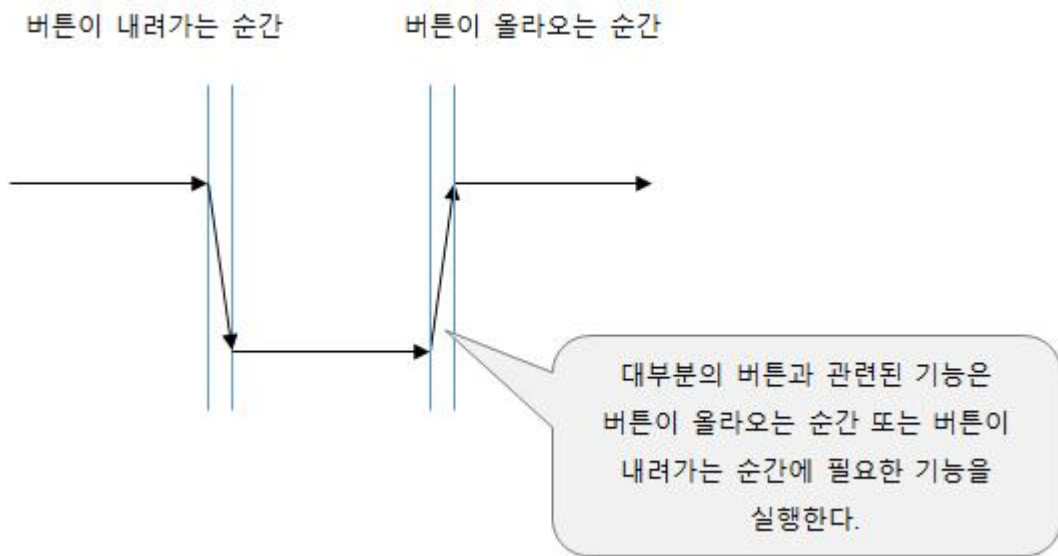 버튼이 내려가는 순간
버튼이 올라오는 순간
대부분의 버튼과 관련된 기능은
버튼이 올라오는 순간 또는 버튼이
내려가는 순간에 필요한 기능을
실행한다.